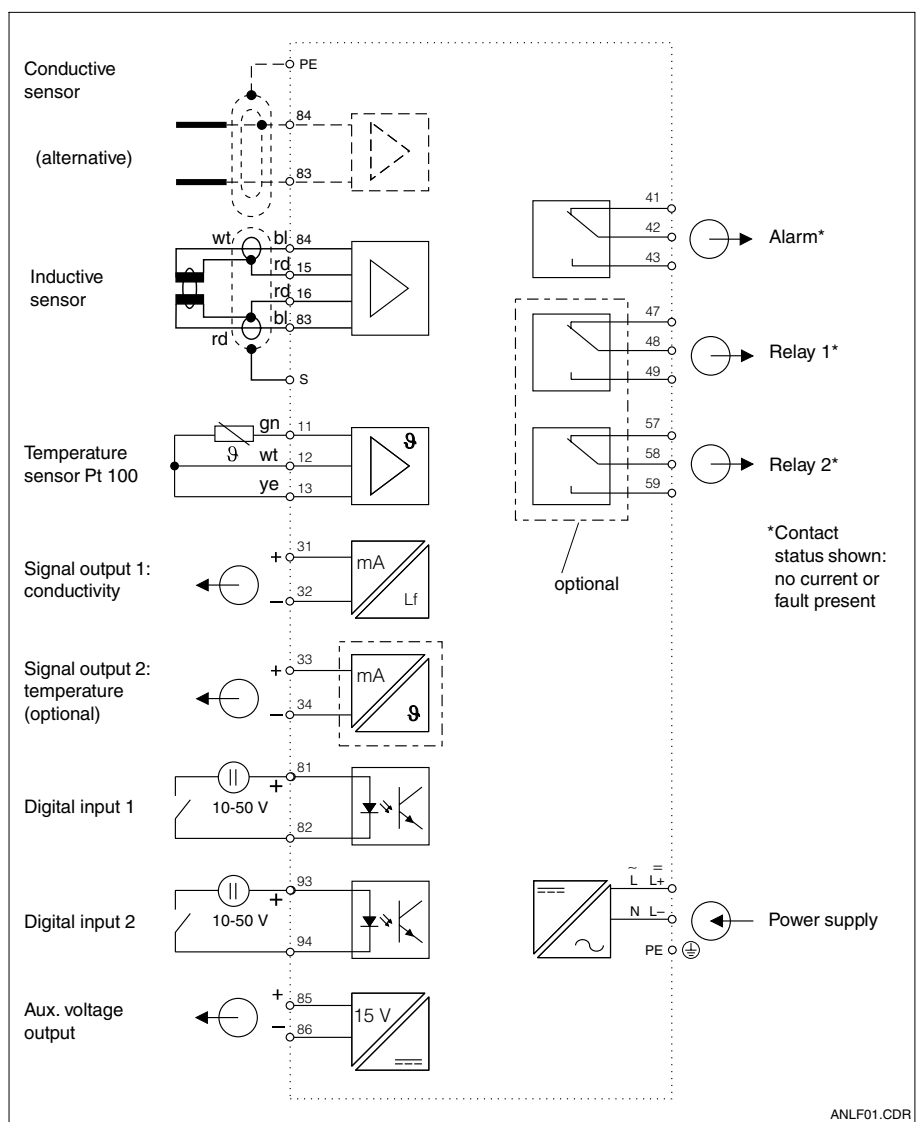 Conductive
sensor
(alternative)
PE
84
83
Inductive
sensor
wt
bl
84
rd
15
rd
16
bl
83
rd
S
Temperature
sensor Pt 100
gn
11
ϑ
wt
12
ye
13
ϑ
Signal output 1:
conductivity
+
31
–
32
mA
Lf
Signal output 2:
temperature
(optional)
+
33
–
34
mA
ϑ
Digital input 1
10-50 V
+
81
82
Digital input 2
10-50 V
+
93
94
Aux. voltage
output
+
85
–
86
15 V
41
42
43
Alarm*
47
48
49
Relay 1*
57
58
59
Relay 2*
optional
*Contact
status shown:
no current or
fault present
~ =
L L+
N L–
PE
Power supply
ANLF01.CDR